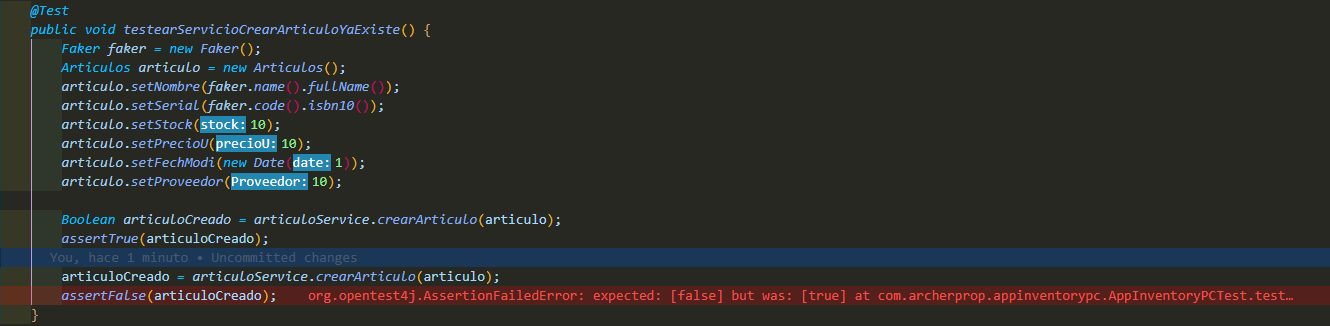 @Test
public void testearServicioCrearArticuloYaExiste() {
Faker faker = new Faker();
Articulos articulo = new Articulos();
articulo.setNombre(faker.name().fullName());
articulo.setSerial(faker.code().isbn10());
articulo.setStock(stock: 10);
articulo.setPrecioU(precioU: 10);
articulo.setFechModi(new Date(date: 1));
articulo.setProveedor(Proveedor: 10);
Boolean articuloCreado = articuloService.crearArticulo(articulo);
assertTrue(articuloCreado);
You, hace 1 minuto • Uncommitted changes
articuloCreado = articuloService.crearArticulo(articulo);
assertFalse(articuloCreado); org.opentest4j.AssertionFailedError: expected: [false] but was: [true] at com.archerprop.appinventorypc.AppInventoryPCTest.test…
}